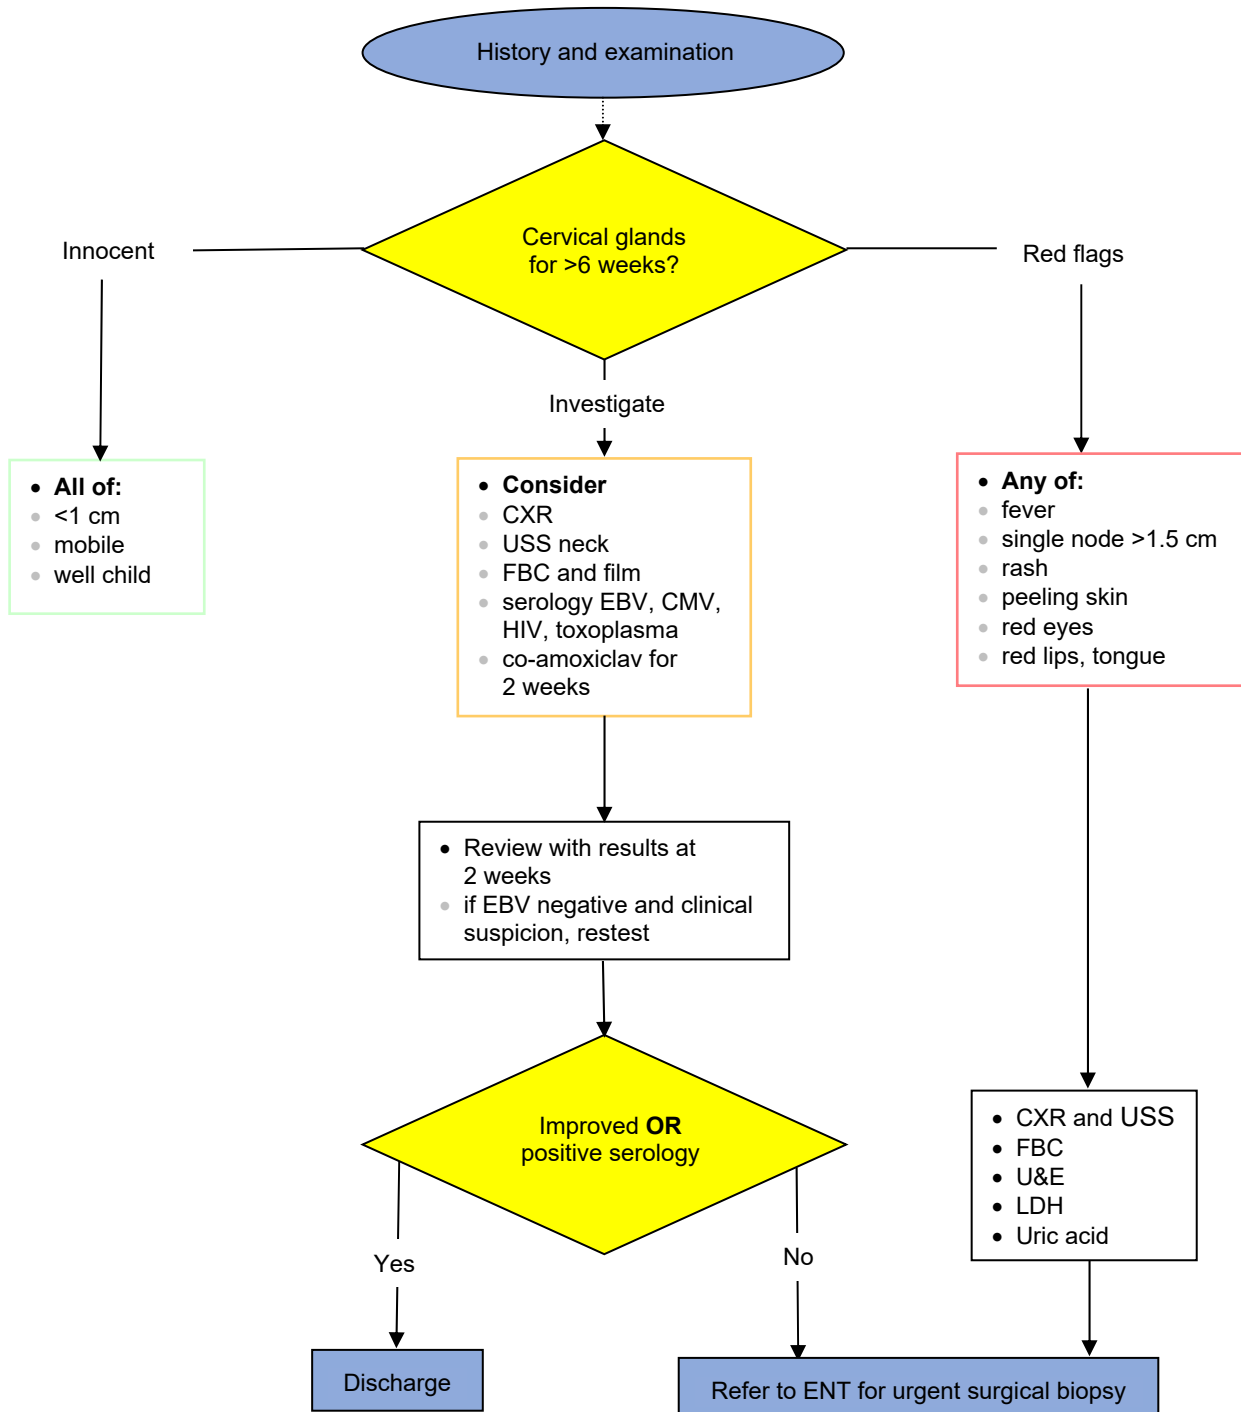 History and examination
Cervical glands
for >6 weeks?
Innocent
Red flags
Investigate
• All of:
• <1 cm
• mobile
• well child
• Consider
• CXR
• USS neck
• FBC and film
• serology EBV, CMV,
HIV, toxoplasma
• co-amoxiclav for
2 weeks
• Any of:
• fever
• single node >1.5 cm
• rash
• peeling skin
• red eyes
• red lips, tongue
• Review with results at
2 weeks
• if EBV negative and clinical
suspicion, restest
Improved OR
positive serology
• CXR and USS
• FBC
• U&E
• LDH
• Uric acid
Yes
No
Discharge
Refer to ENT for urgent surgical biopsy